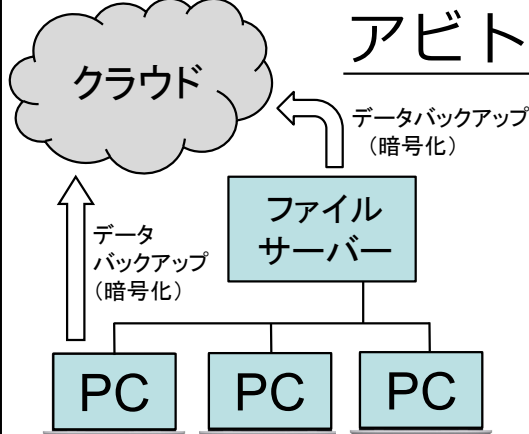 アビト
クラウド
データバックアップ
（暗号化）
ファイル
サーバー
データ
バックアップ
（暗号化）
PC
PC
PC